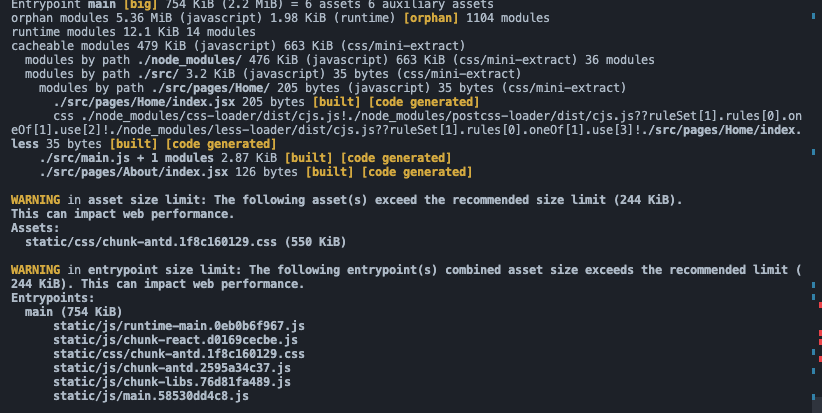 Entrypoint main [big] 754 KiB (2.2 MiB) = 6 assets 6 auxiliary assets
orphan modules 5.36 MiB (javascript) 1.98 KiB (runtime) [orphan] 1104 modules
runtime modules 12.1 KiB 14 modules
cacheable modules 479 KiB (javascript) 663 KiB (css/mini-extract)
  modules by path ./node_modules/ 476 KiB (javascript) 663 KiB (css/mini-extract) 36 modules
  modules by path ./src/ 3.2 KiB (javascript) 35 bytes (css/mini-extract)
    modules by path ./src/pages/Home/ 205 bytes (javascript) 35 bytes (css/mini-extract)
      ./src/pages/Home/index.jsx 205 bytes [built] [code generated]
      css ./node_modules/css-loader/dist/cjs.js!./node_modules/postcss-loader/dist/cjs.js??ruleSet[1].rules[0].on
eOf[1].use[2]!./node_modules/less-loader/dist/cjs.js??ruleSet[1].rules[0].oneOf[1].use[3]!./src/pages/Home/index.
less 35 bytes [built] [code generated]
    ./src/main.js + 1 modules 2.87 KiB [built] [code generated]
    ./src/pages/About/index.jsx 126 bytes [built] [code generated]
WARNING in asset size limit: The following asset(s) exceed the recommended size limit (244 KiB).
This can impact web performance.
Assets:
  static/css/chunk-antd.1f8c160129.css (550 KiB)
WARNING in entrypoint size limit: The following entrypoint(s) combined asset size exceeds the recommended limit (
244 KiB). This can impact web performance.
Entrypoints:
  main (754 KiB)
      static/js/runtime-main.0eb0b6f967.js
      static/js/chunk-react.d0169cecbe.js
      static/css/chunk-antd.1f8c160129.css
      static/js/chunk-antd.2595a34c37.js
      static/js/chunk-libs.76d81fa489.js
      static/js/main.58530dd4c8.js